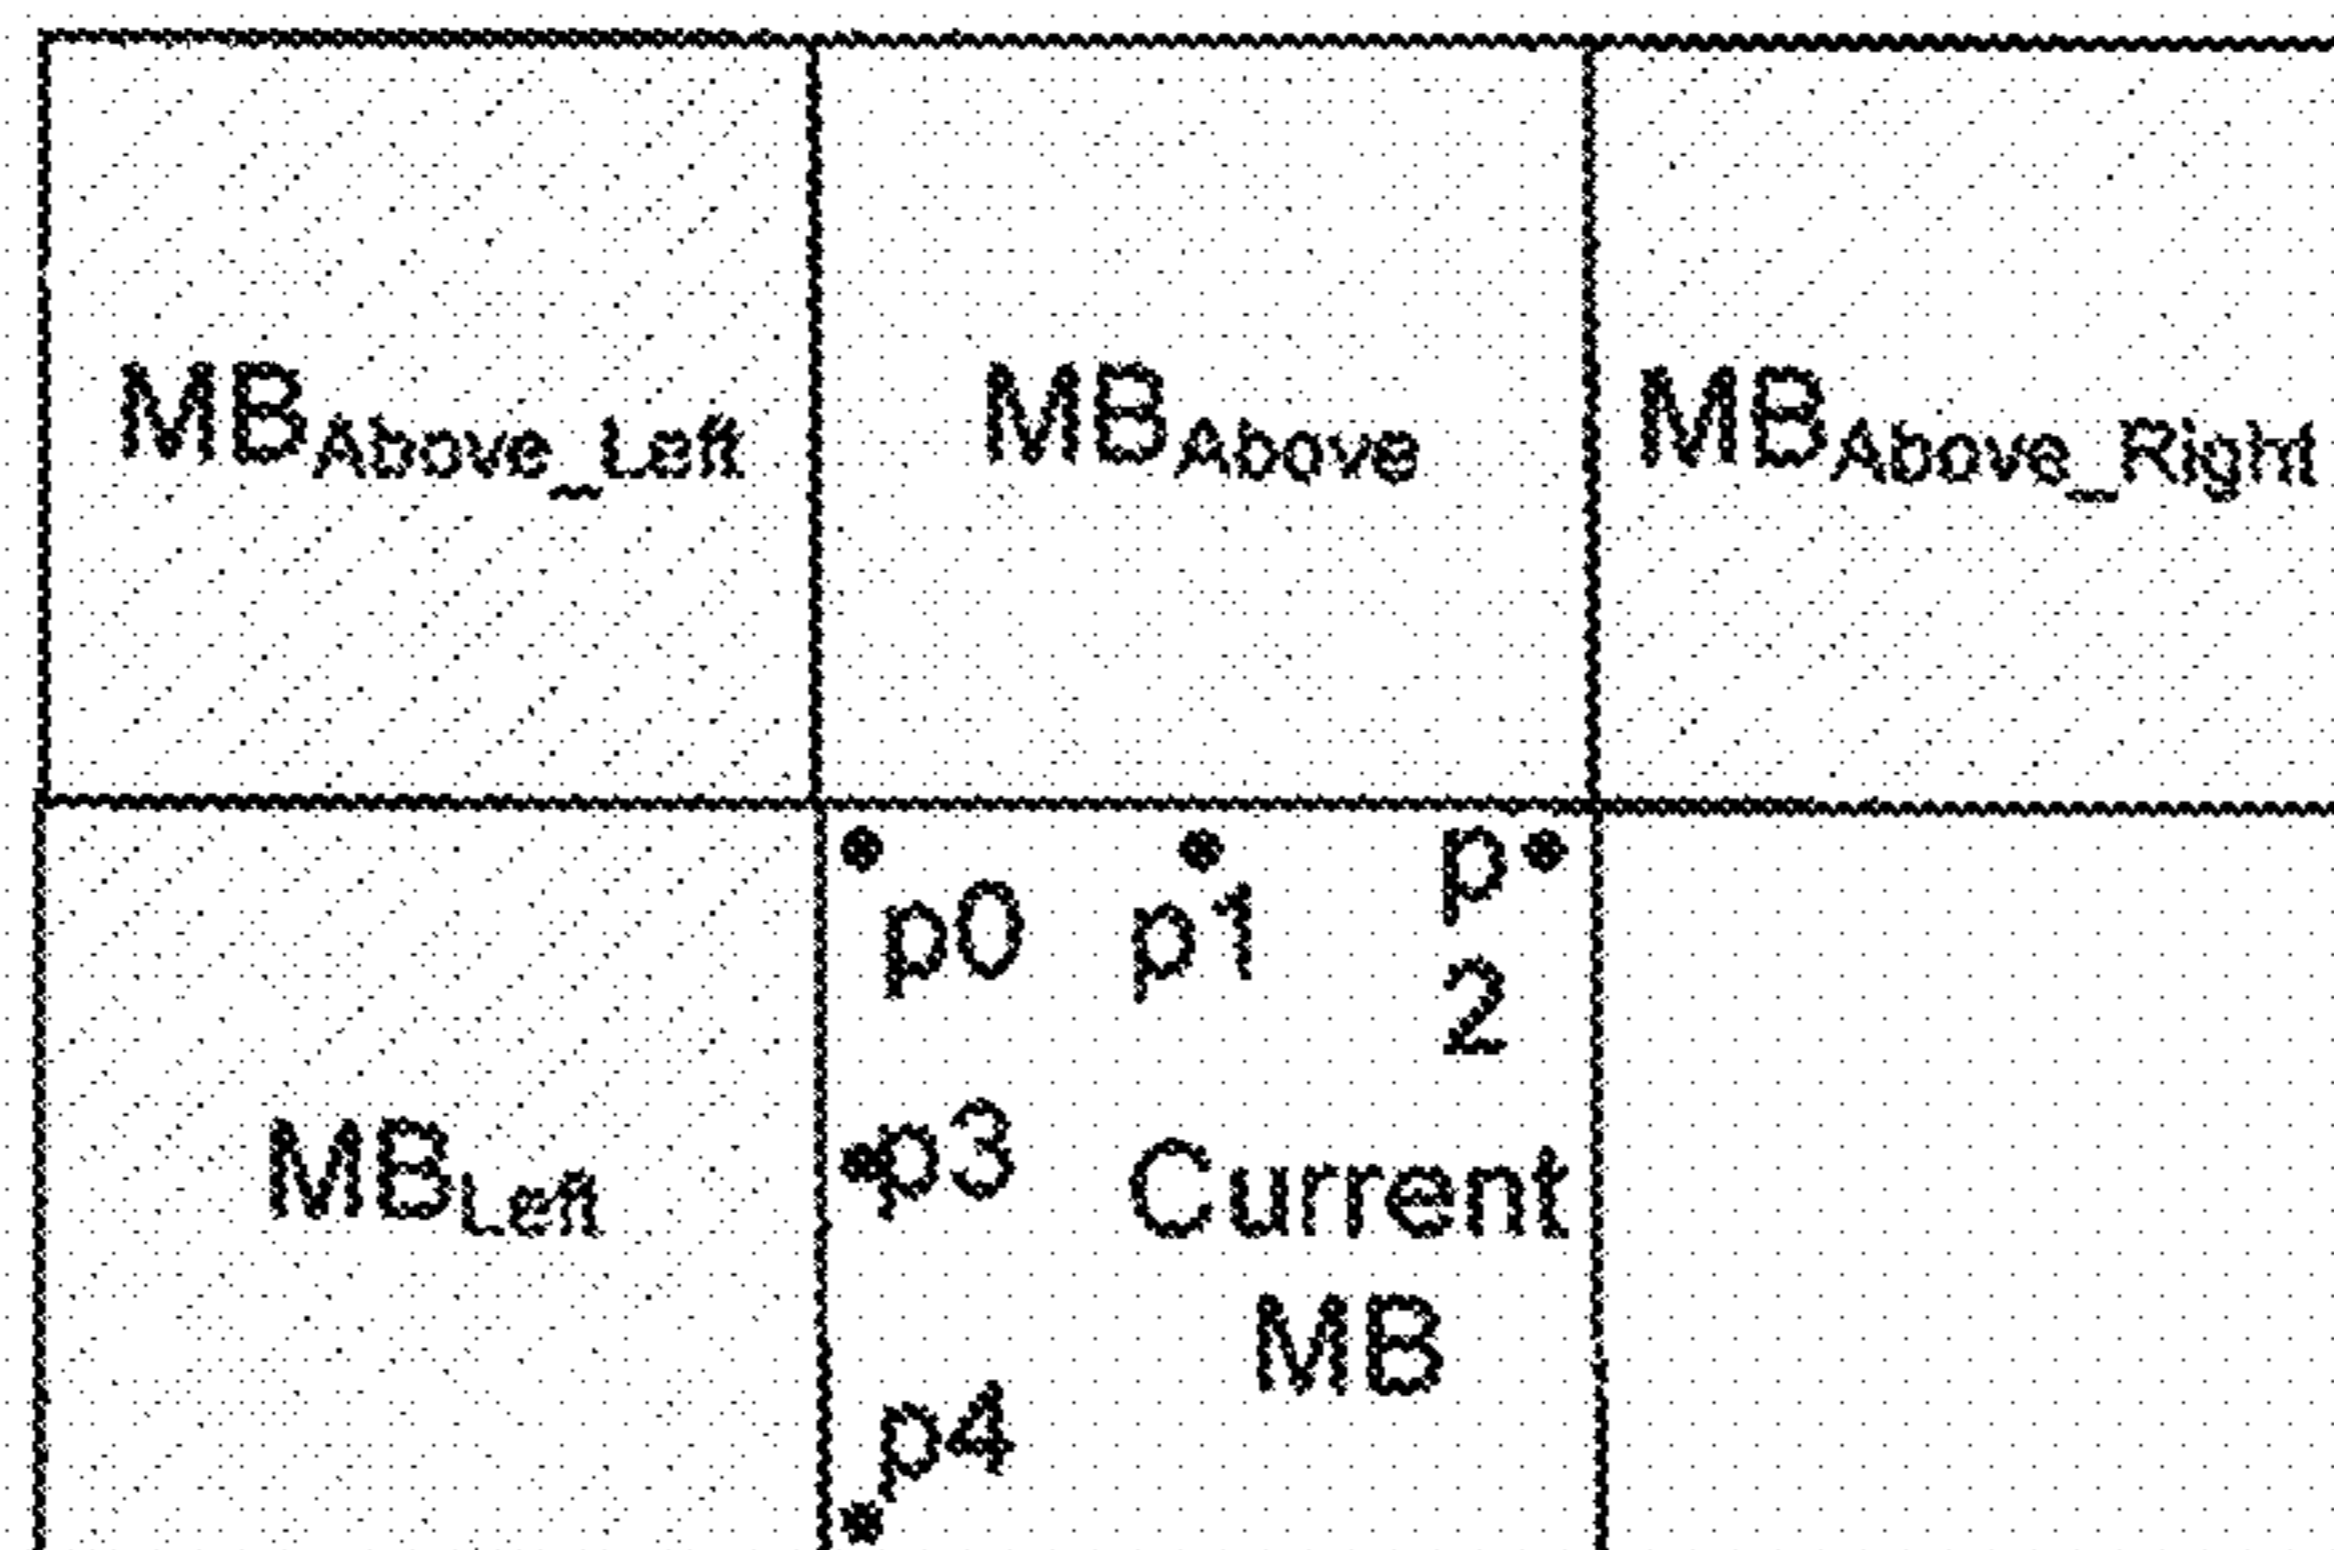 MBAbove_Left MBAbove MBAbove_Right
p0 p1 p
2
MBLeft p3 Current
MB
p4